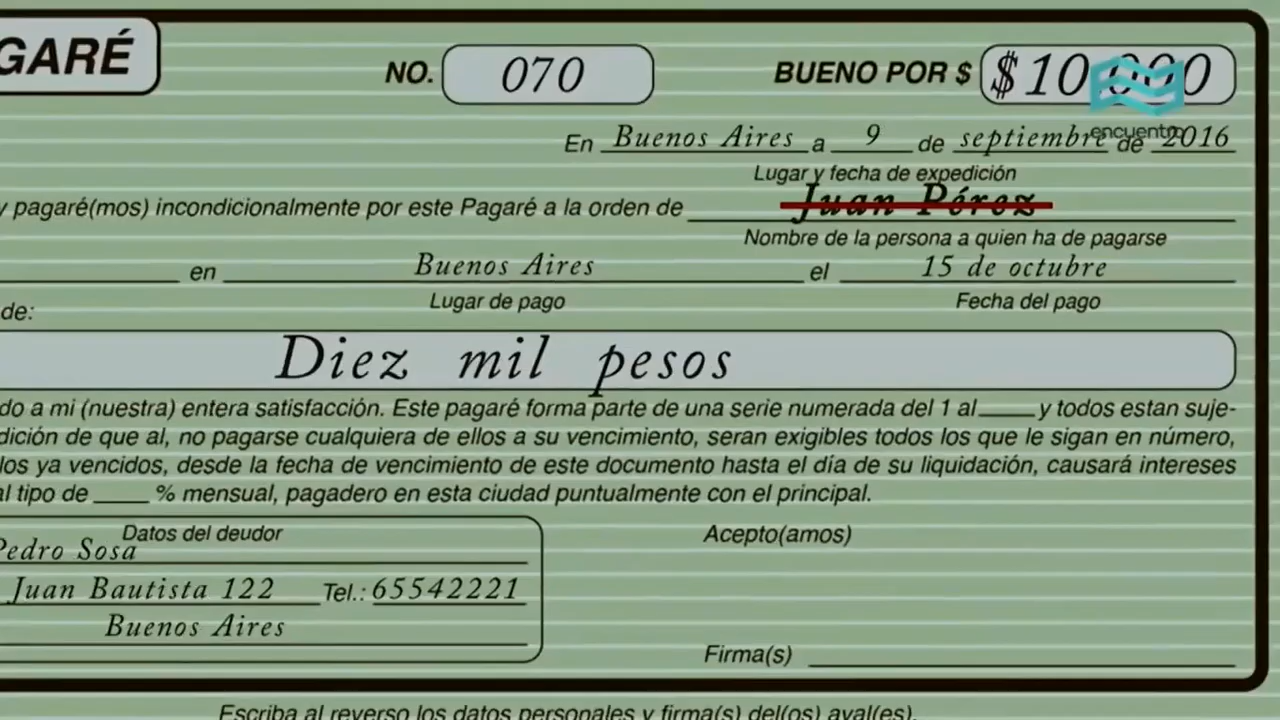 GARÉ NO. 070 BUENO POR $ $10.000
encuentro
En Buenos Aires a 9 de septiembre de 2016
Lugar y fecha de expedición
y pagaré(mos) incondicionalmente por este Pagaré a la orden de Juan Pérez
Nombre de la persona a quien ha de pagarse
en Buenos Aires el 15 de octubre
Lugar de pago Fecha del pago
de:
Diez mil pesos
do a mi (nuestra) entera satisfacción. Este pagaré forma parte de una serie numerada del 1 al____y todos estan suje-
dición de que al, no pagarse cualquiera de ellos a su vencimiento, seran exigibles todos los que le sigan en número,
los ya vencidos, desde la fecha de vencimiento de este documento hasta el día de su liquidación, causará intereses
al tipo de ____ % mensual, pagadero en esta ciudad puntualmente con el principal.
Datos del deudor Acepto(amos)
Pedro Sosa
Juan Bautista 122 Tel.: 65542221
Buenos Aires
Firma(s)
Escriba al reverso los datos personales y firma(s) del(os) aval(es).